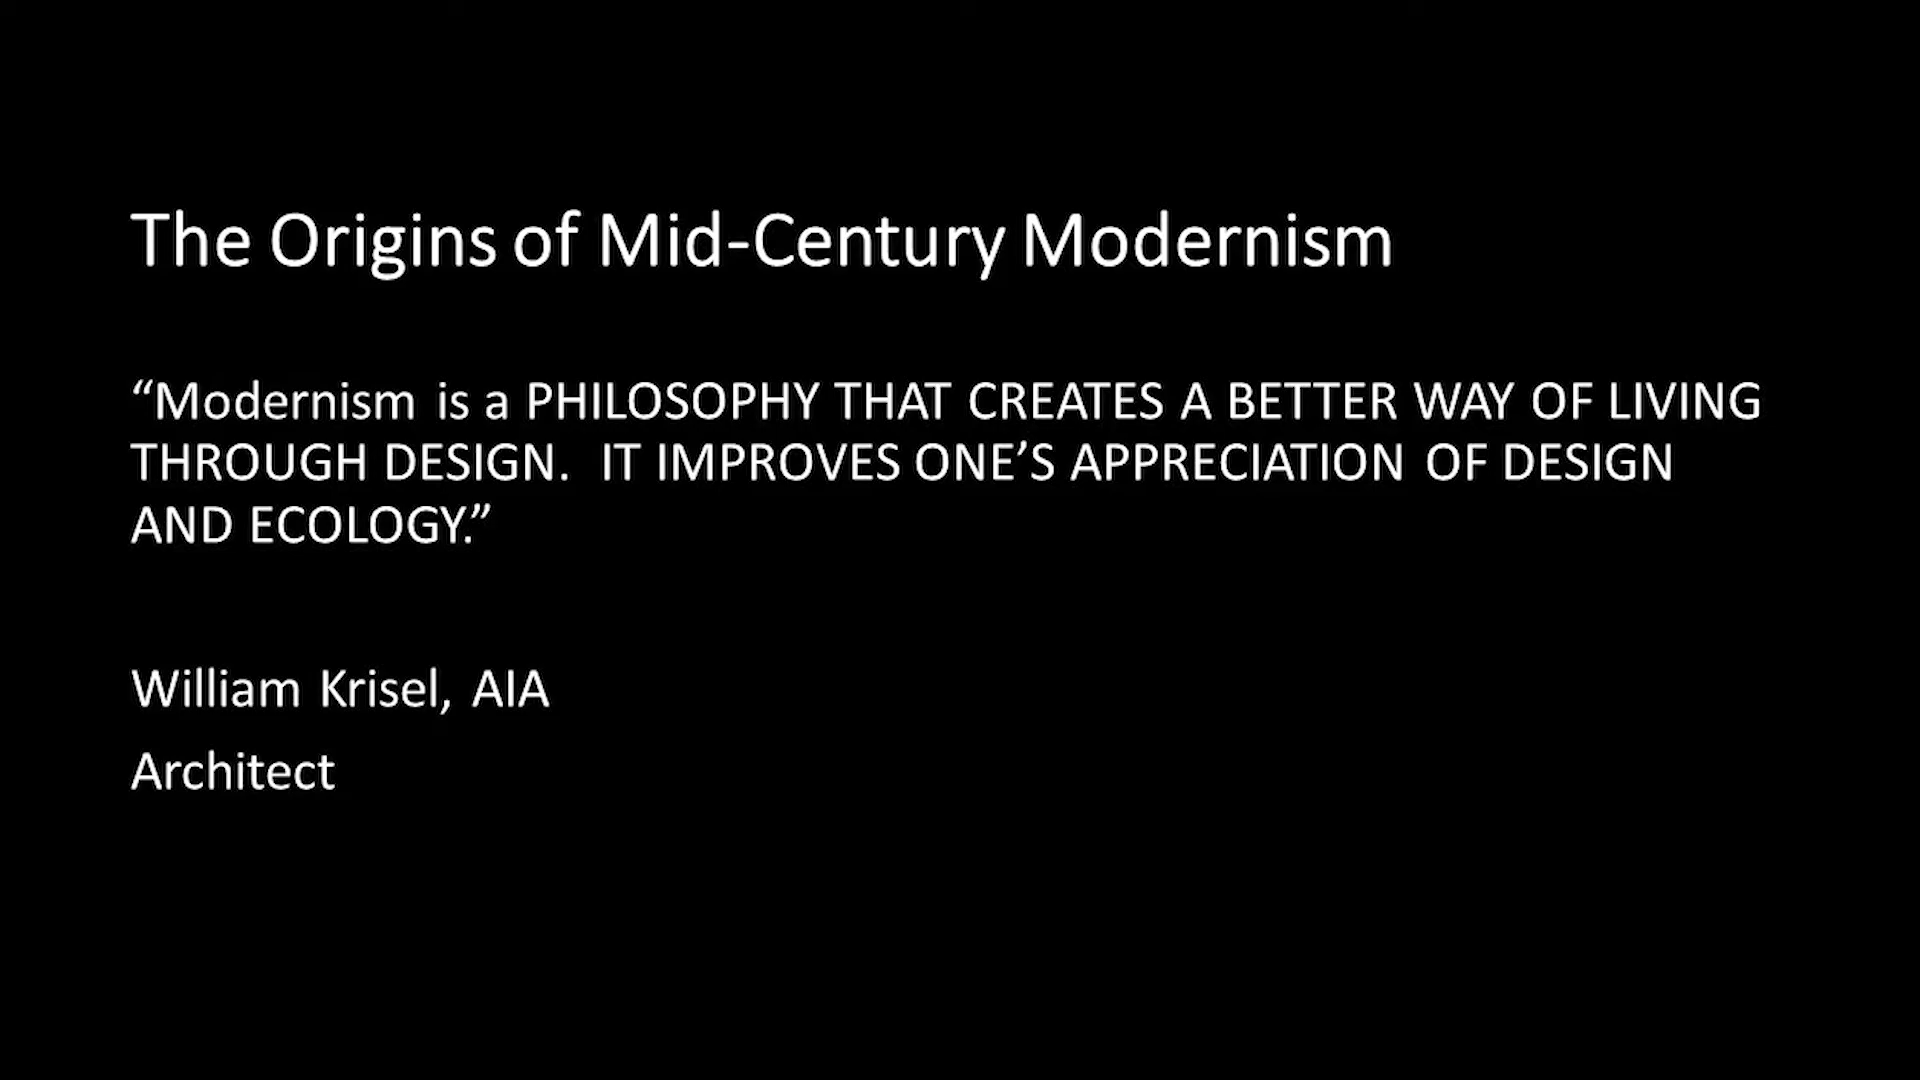 The Origins of Mid-Century Modernism
“Modernism is a PHILOSOPHY THAT CREATES A BETTER WAY OF LIVING
THROUGH DESIGN.  IT IMPROVES ONE’S APPRECIATION OF DESIGN
AND ECOLOGY.”
William Krisel, AIA
Architect